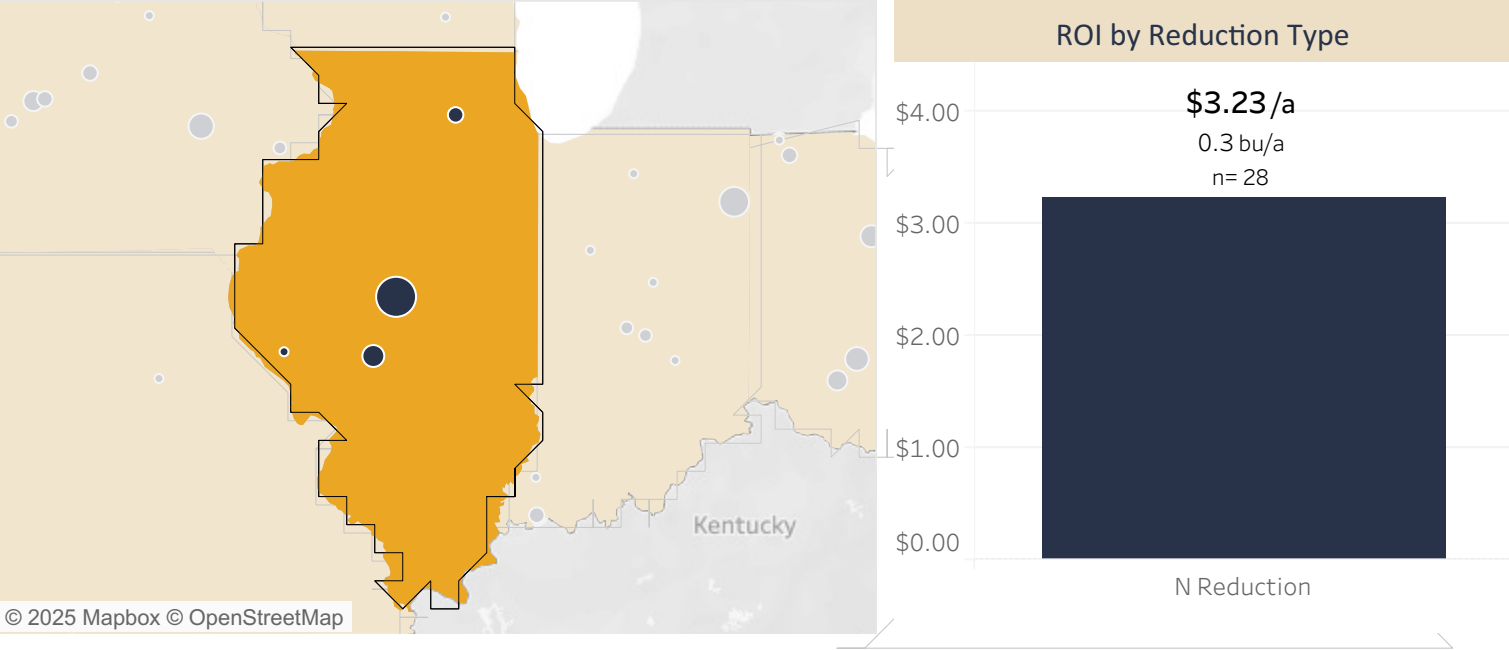 ROI by Reduction Type
$3.23/a
0.3 bu/a
n= 28
$4.00
$3.00
$2.00
$1.00
$0.00
N Reduction
Kentucky
© 2025 Mapbox © OpenStreetMap